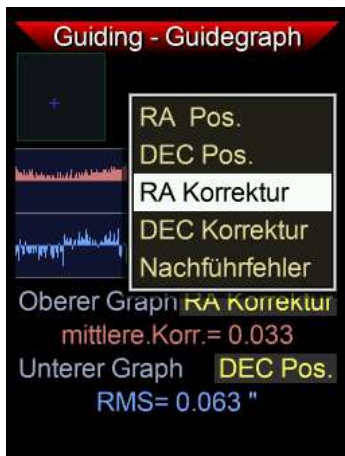 Guiding - Guidegraph
RA Pos.
DEC Pos.
RA Korrektur
DEC Korrektur
Nachführfehler
Oberer Graph RA Korrektur
mittlere.Korr.= 0.033
Unterer Graph DEC Pos.
RMS= 0.063 "